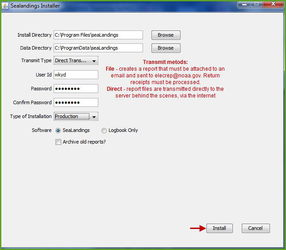 Sealandings Installer
Install Directory C:\Program Files\seaLandings Browse
Data Directory C:\ProgramData\seaLandings Browse
Transmit Type Direct Trans...
Transmit metods:
File - creates a report that must be attached to an
email and sent to elecrep@noaa.gov. Return
receipts must be processed.
Direct - report files are transmitted directly to the
server behind the scenes, via the internet
User Id wkyd
Password
Confirm Password
Type of Installation Production
Software SeaLandings Logbook Only
Archive old reports?
Install Cancel